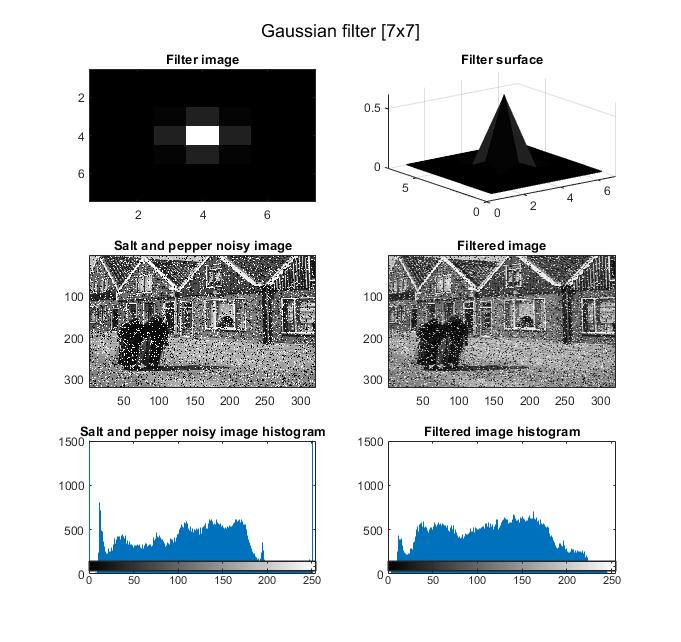 Gaussian filter [7x7]
Filter image
2
4
6
2 4 6
Filter surface
0.5
0
5
0
0 2 4 6
Salt and pepper noisy image
100
200
300
50 100 150 200 250 300
Filtered image
100
200
300
50 100 150 200 250 300
Salt and pepper noisy image histogram
1500
1000
500
0
0 50 100 150 200 250
Filtered image histogram
1500
1000
500
0
0 50 100 150 200 250